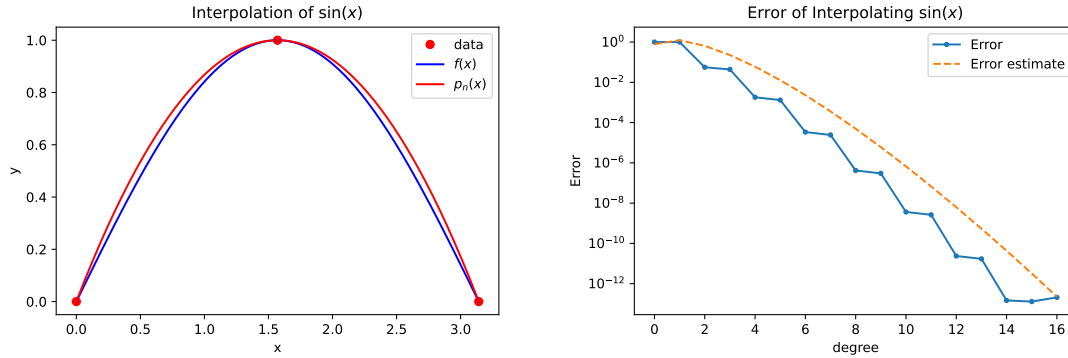 Interpolation of sin(x)
1.0
0.8
0.6
0.4
0.2
0.0
y
0.0 0.5 1.0 1.5 2.0 2.5 3.0
x
data
f(x)
pₙ(x)
Error of Interpolating sin(x)
10⁰
10⁻²
10⁻⁴
10⁻⁶
10⁻⁸
10⁻¹⁰
10⁻¹²
Error
0 2 4 6 8 10 12 14 16
degree
Error
Error estimate